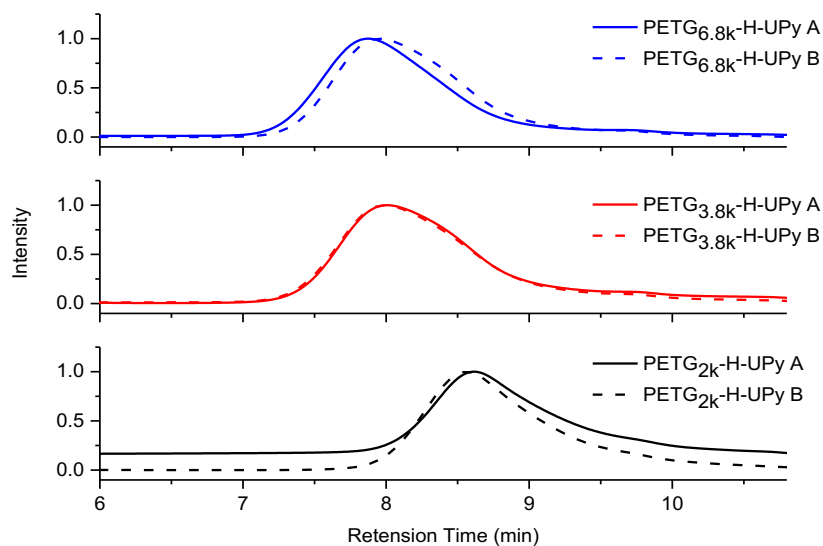 PETG6.8k-H-UPy A
PETG6.8k-H-UPy B
1.0
0.5
0.0
PETG3.8k-H-UPy A
PETG3.8k-H-UPy B
1.0
0.5
0.0
Intensity
PETG2k-H-UPy A
PETG2k-H-UPy B
1.0
0.5
0.0
6 7 8 9 10
Retention Time (min)